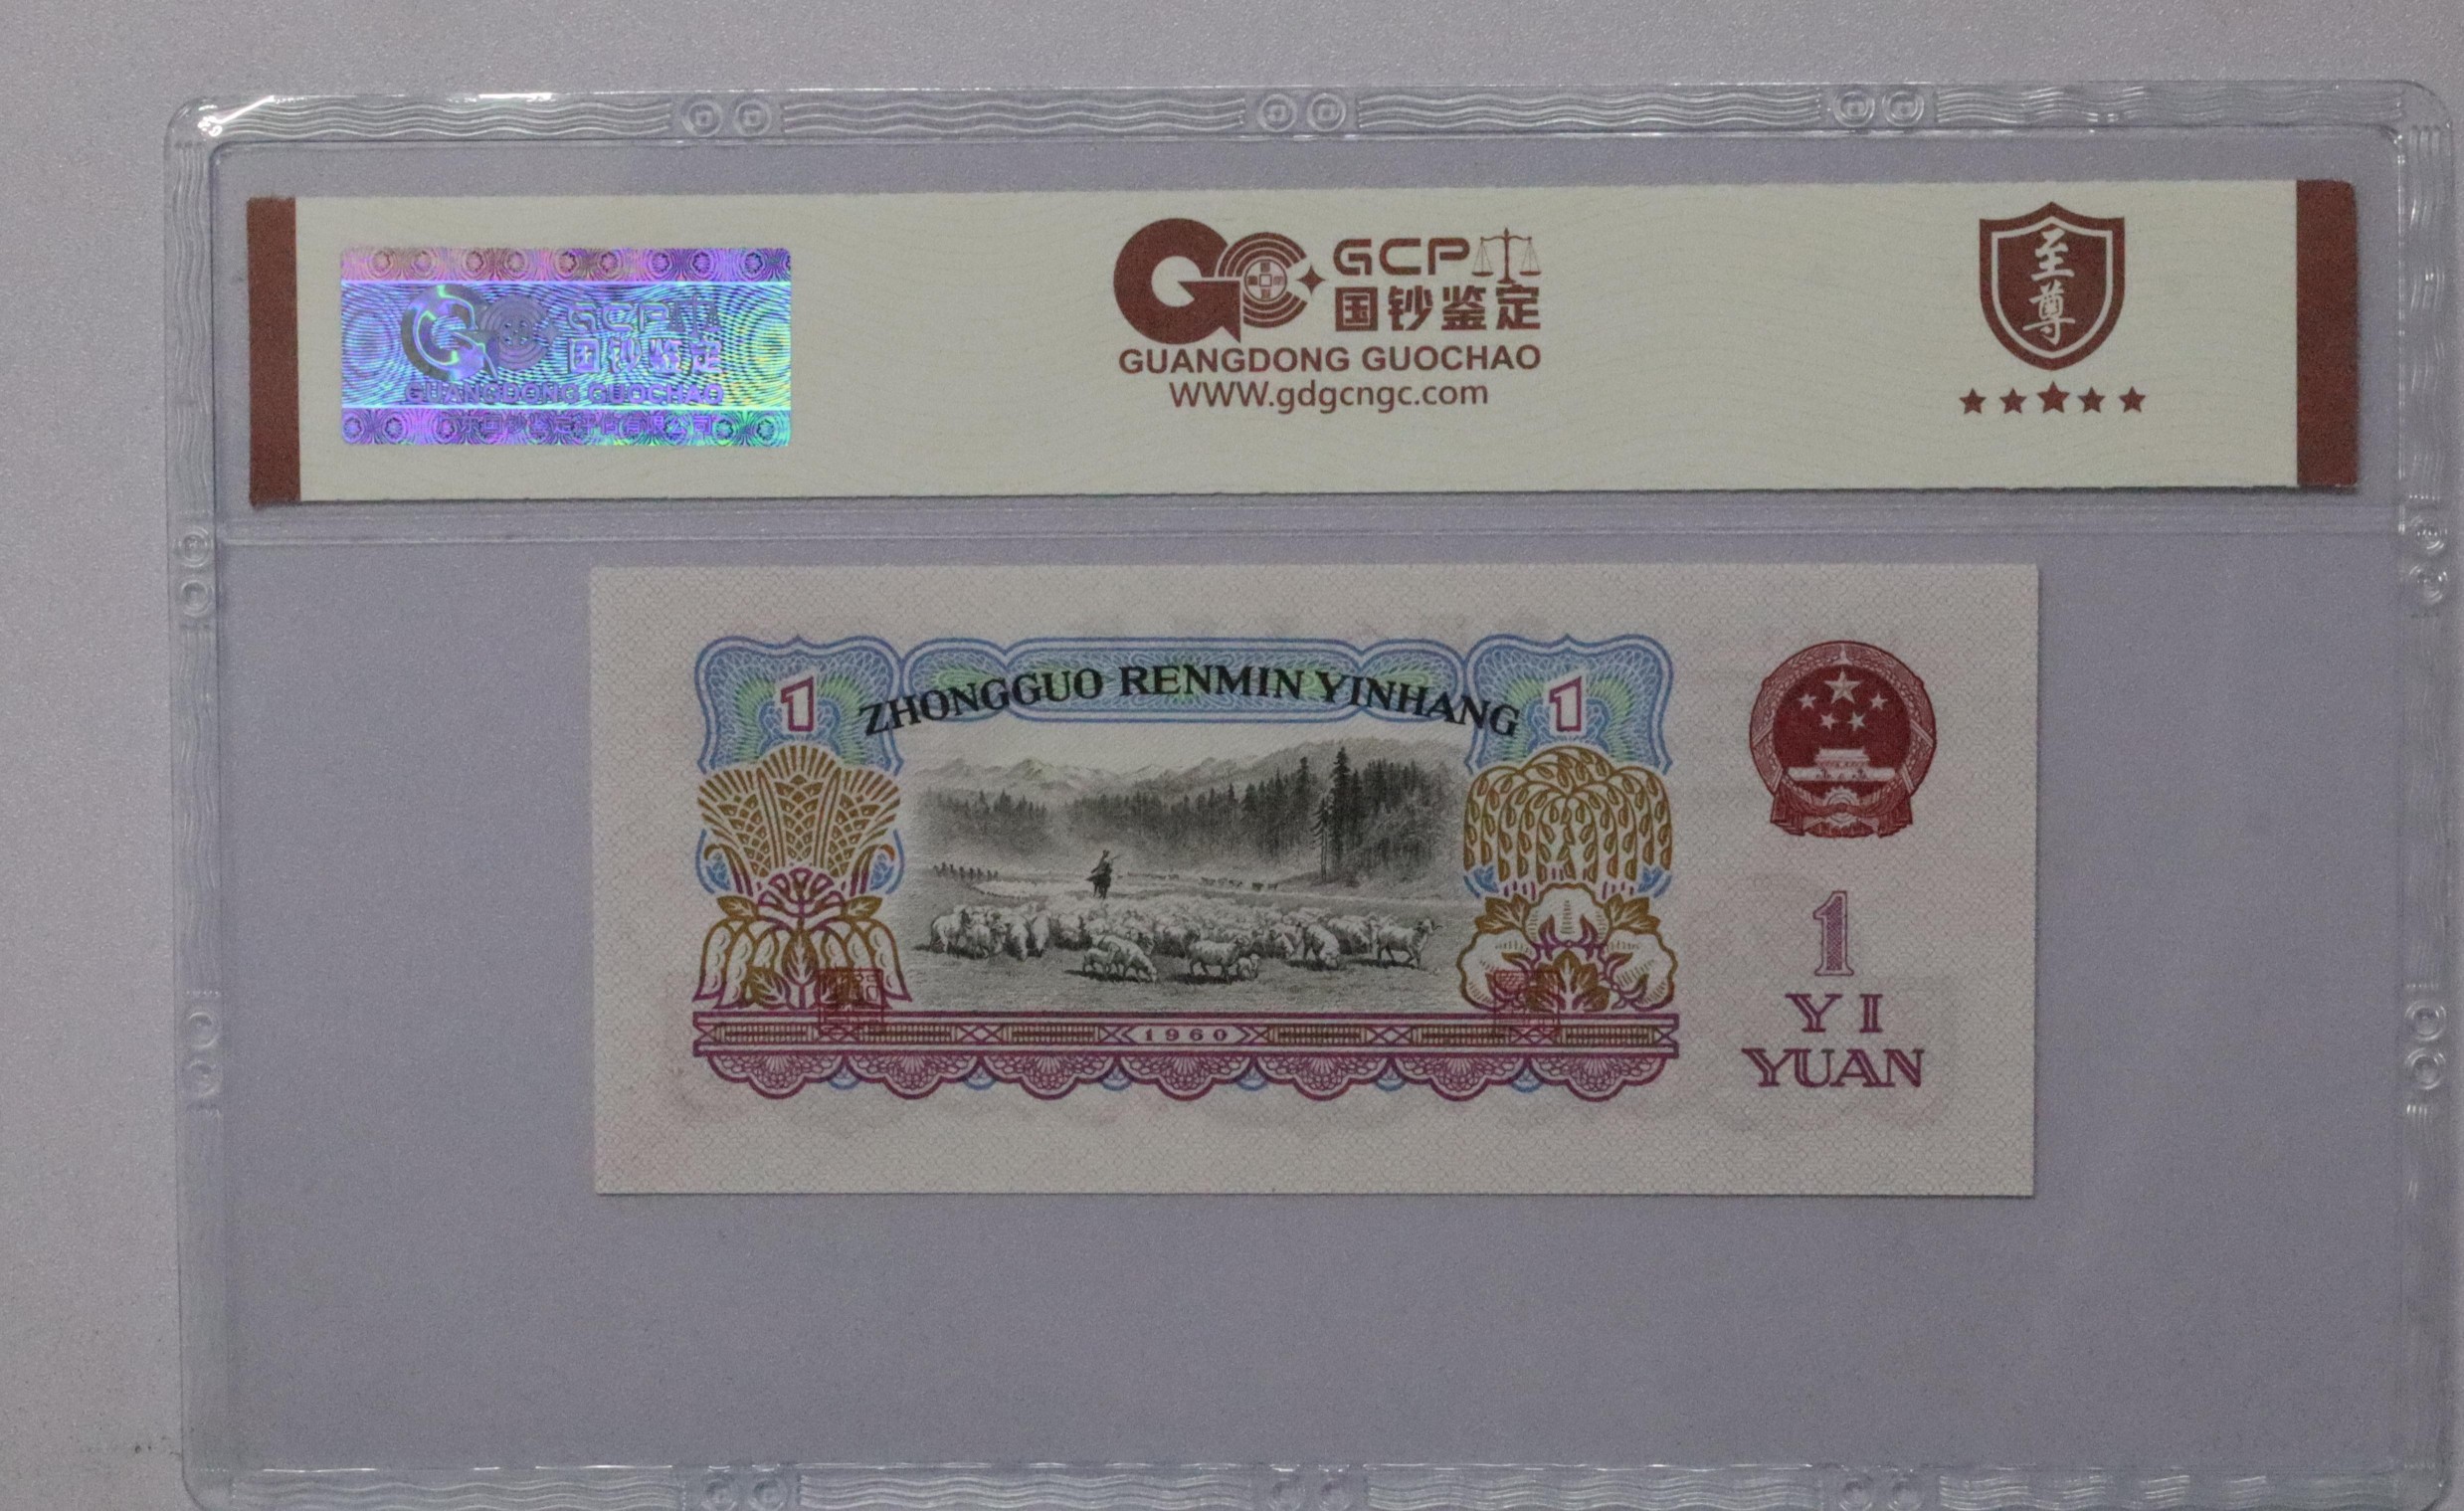 GCP
国钞鉴定
GUANGDONG GUOCHAO
GCP
国钞鉴定
GUANGDONG GUOCHAO
WWW.gdgcngc.com
至尊
ZHONGGUO RENMIN YINHANG
1
1
1960
1
YI
YUAN